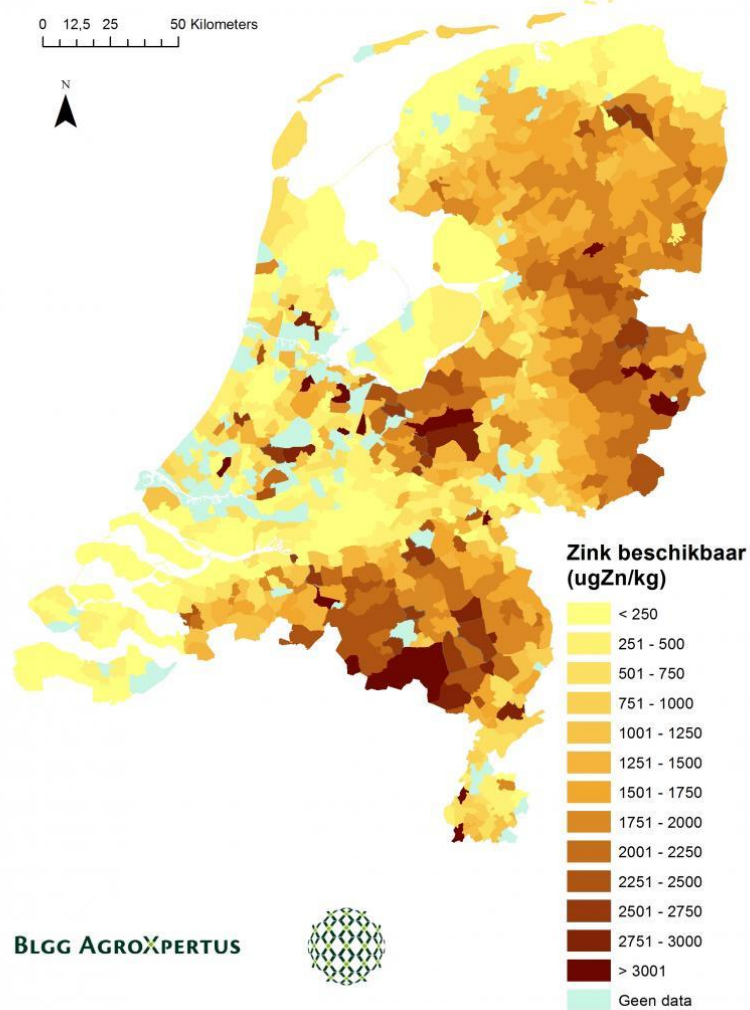 0 12,5 25 50 Kilometers
N
Zink beschikbaar
(ugZn/kg)
< 250
251 - 500
501 - 750
751 - 1000
1001 - 1250
1251 - 1500
1501 - 1750
1751 - 2000
2001 - 2250
2251 - 2500
2501 - 2750
2751 - 3000
> 3001
Geen data
BLGG AGROXPERTUS